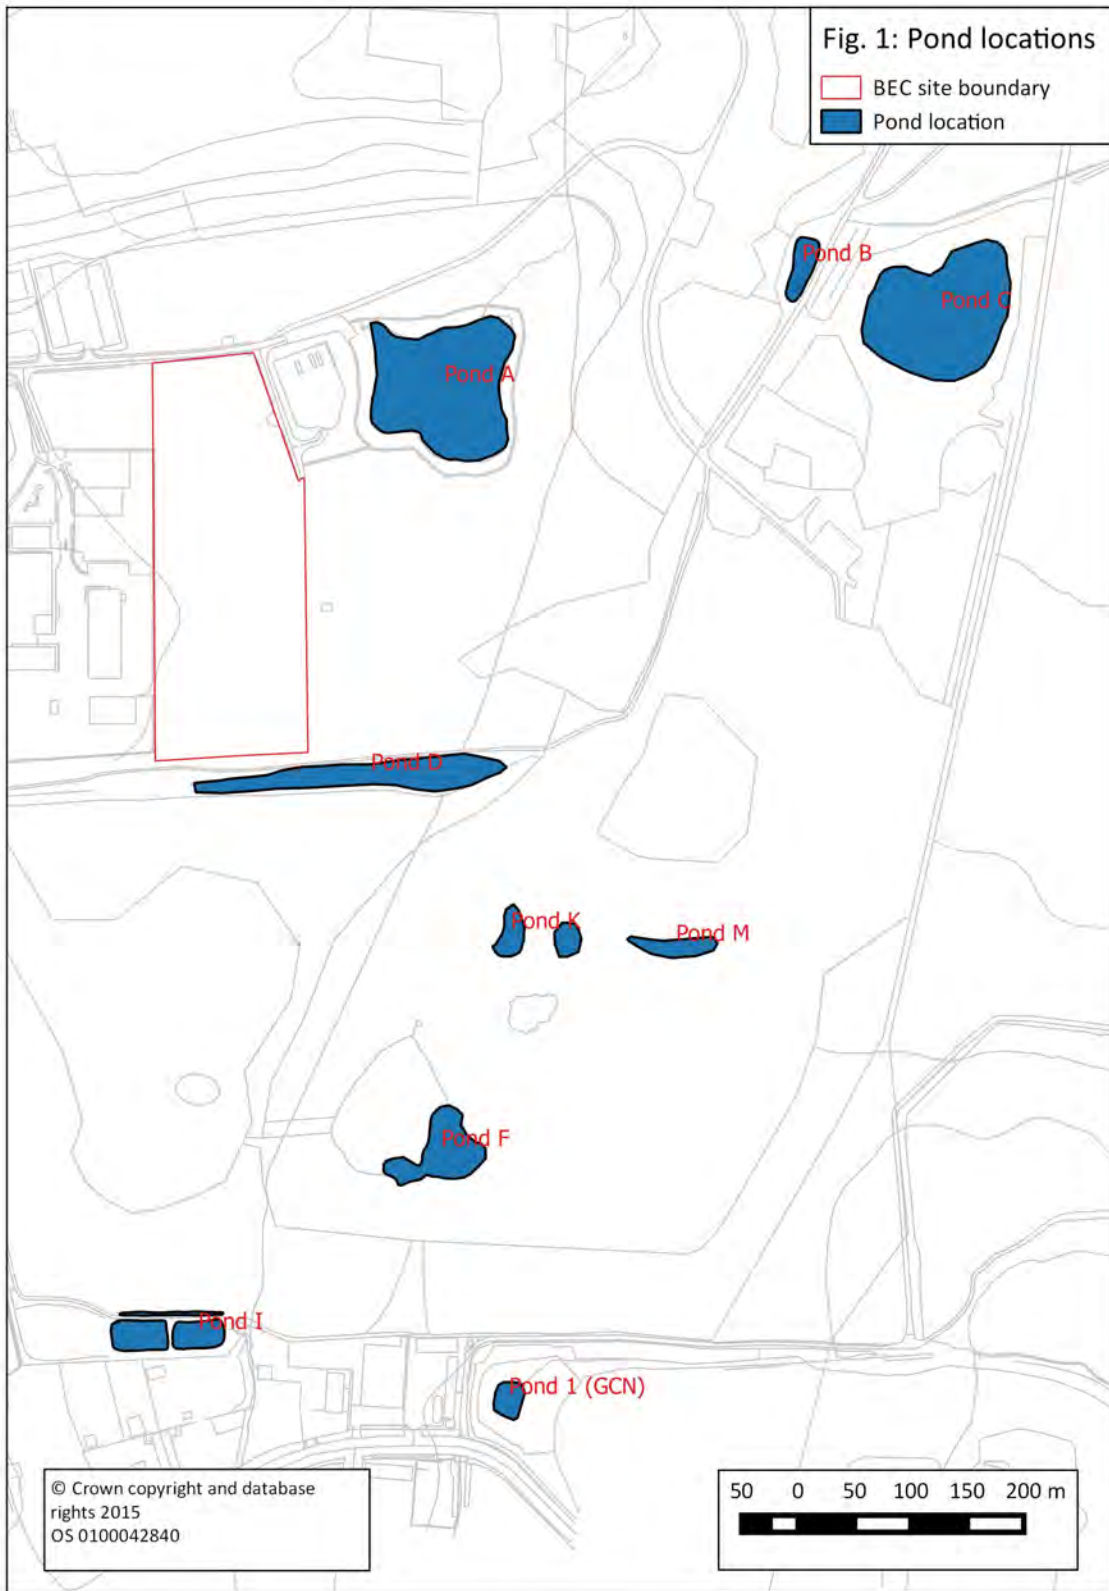 Fig. 1: Pond locations
BEC site boundary
Pond location
Pond B
Pond C
Pond A
Pond D
Pond K
Pond M
Pond F
Pond I
Pond 1 (GCN)
© Crown copyright and database
rights 2015
OS 0100042840
50 0 50 100 150 200 m